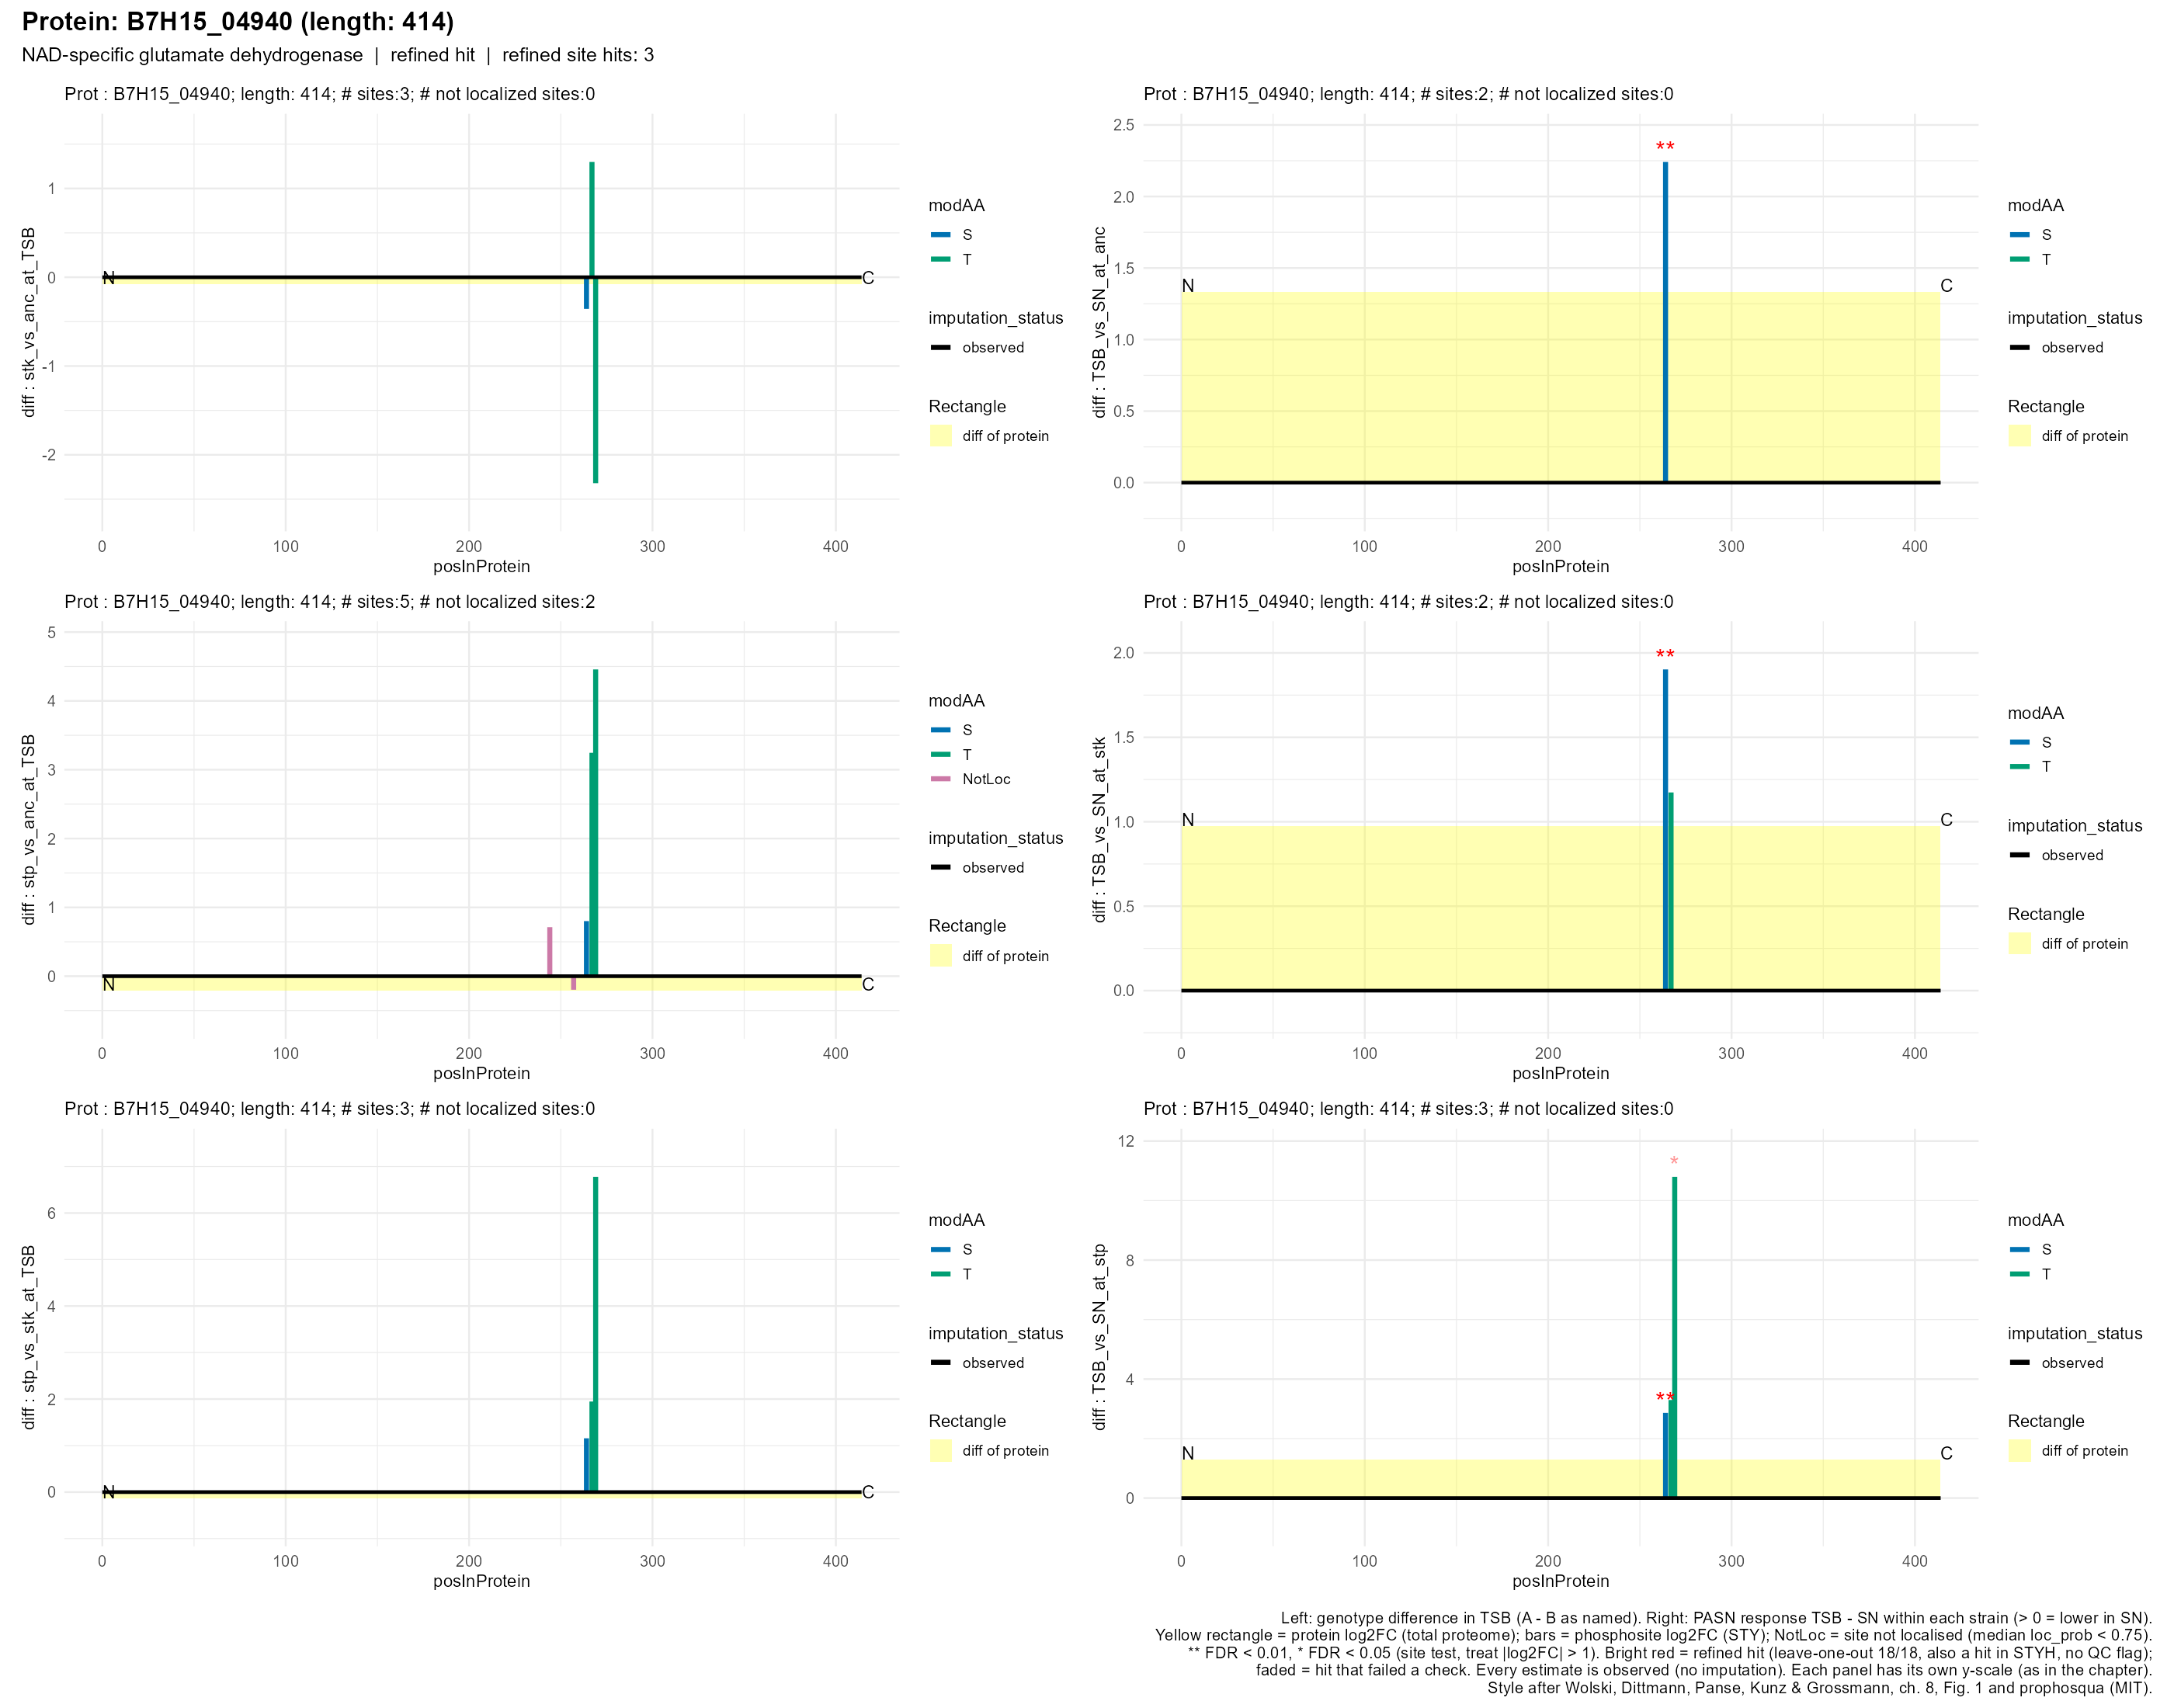 Protein: B7H15_04940 (length: 414)
NAD-specific glutamate dehydrogenase | refined hit | refined site hits: 3
Prot : B7H15_04940; length: 414; # sites:3; # not localized sites:0
diff : stk_vs_anc_at_TSB
1
0
-1
-2
N
C
0 100 200 300 400
posInProtein
modAA
S
T
imputation_status
observed
Rectangle
diff of protein
Prot : B7H15_04940; length: 414; # sites:2; # not localized sites:0
diff : TSB_vs_SN_at_anc
2.5
2.0
1.5
1.0
0.5
0.0
**
N
C
0 100 200 300 400
posInProtein
modAA
S
T
imputation_status
observed
Rectangle
diff of protein
Prot : B7H15_04940; length: 414; # sites:5; # not localized sites:2
diff : stp_vs_anc_at_TSB
5
4
3
2
1
0
N
C
0 100 200 300 400
posInProtein
modAA
S
T
NotLoc
imputation_status
observed
Rectangle
diff of protein
Prot : B7H15_04940; length: 414; # sites:2; # not localized sites:0
diff : TSB_vs_SN_at_stk
2.0
1.5
1.0
0.5
0.0
**
N
C
0 100 200 300 400
posInProtein
modAA
S
T
imputation_status
observed
Rectangle
diff of protein
Prot : B7H15_04940; length: 414; # sites:3; # not localized sites:0
diff : stp_vs_stk_at_TSB
6
4
2
0
N
C
0 100 200 300 400
posInProtein
modAA
S
T
imputation_status
observed
Rectangle
diff of protein
Prot : B7H15_04940; length: 414; # sites:3; # not localized sites:0
diff : TSB_vs_SN_at_stp
12
8
4
0
*
**
N
C
0 100 200 300 400
posInProtein
modAA
S
T
imputation_status
observed
Rectangle
diff of protein
Left: genotype difference in TSB (A - B as named). Right: PASN response TSB - SN within each strain (> 0 = lower in SN).
Yellow rectangle = protein log2FC (total proteome); bars = phosphosite log2FC (STY); NotLoc = site not localised (median loc_prob < 0.75).
** FDR < 0.01, * FDR < 0.05 (site test, treat |log2FC| > 1). Bright red = refined hit (leave-one-out 18/18, also a hit in STYH, no QC flag);
faded = hit that failed a check. Every estimate is observed (no imputation). Each panel has its own y-scale (as in the chapter).
Style after Wolski, Dittmann, Panse, Kunz & Grossmann, ch. 8, Fig. 1 and prophosqua (MIT).